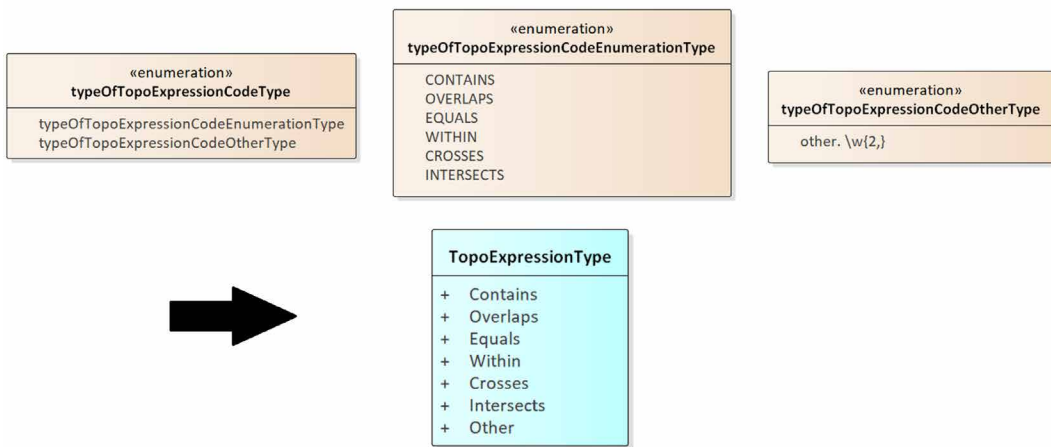 «enumeration»
typeOfTopoExpressionCodeType
typeOfTopoExpressionCodeEnumerationType
typeOfTopoExpressionCodeOtherType
«enumeration»
typeOfTopoExpressionCodeEnumerationType
CONTAINS
OVERLAPS
EQUALS
WITHIN
CROSSES
INTERSECTS
«enumeration»
typeOfTopoExpressionCodeOtherType
other. \w{2,}
TopoExpressionType
+ Contains
+ Overlaps
+ Equals
+ Within
+ Crosses
+ Intersects
+ Other